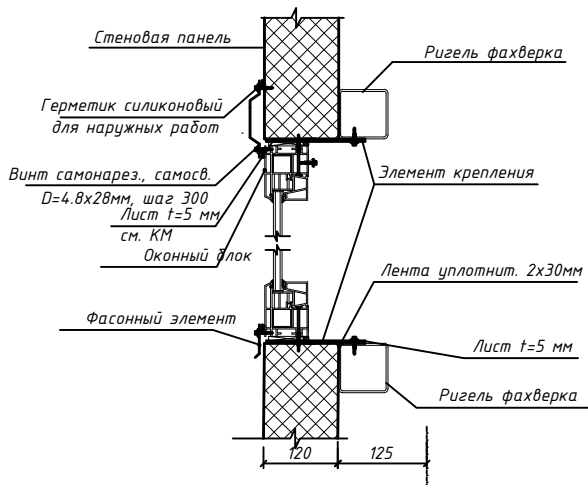 Стеновая панель
Ригель фахверка
Герметик силиконовый
для наружных работ
Винт самонарез., самосв.
D=4.8х28мм, шаг 300
Элемент крепления
Лист t=5 мм
см. КМ
Оконный блок
Лента уплотнит. 2х30мм
Фасонный элемент
Лист t=5 мм
Ригель фахверка
120
125